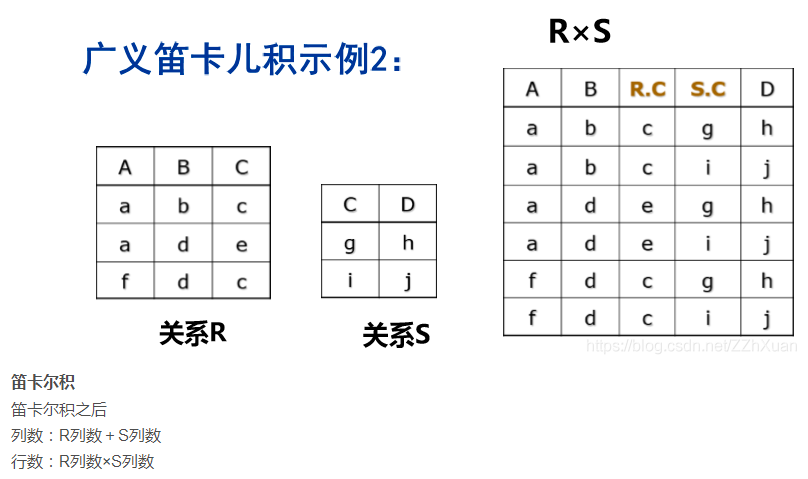 广义笛卡儿积示例2：
R×S
A B C
a b c
a d e
f d c
关系R
C D
g h
i j
关系S
A B R.C S.C D
a b c g h
a b c i j
a d e g h
a d e i j
f d c g h
f d c i j
https://blog.csdn.net/ZZhXuan
笛卡尔积
笛卡尔积之后
列数：R列数＋S列数
行数：R列数×S列数